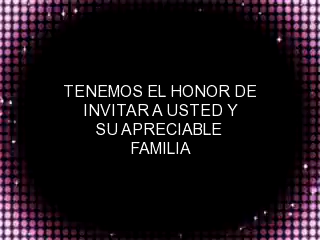 TENEMOS EL HONOR DE
INVITAR A USTED Y
SU APRECIABLE
FAMILIA